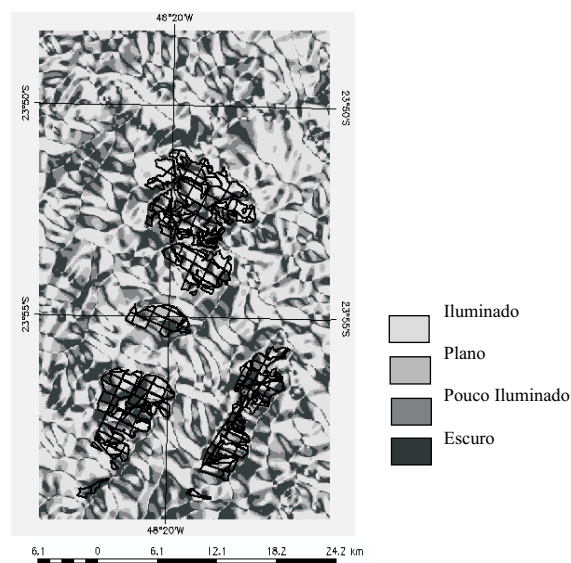 48°20'W
23°50'S
23°50'S
23°55'S
23°55'S
48°20'W
6.1 0 6.1 12.1 18.2 24.2 km
Iluminado
Plano
Pouco Iluminado
Escuro